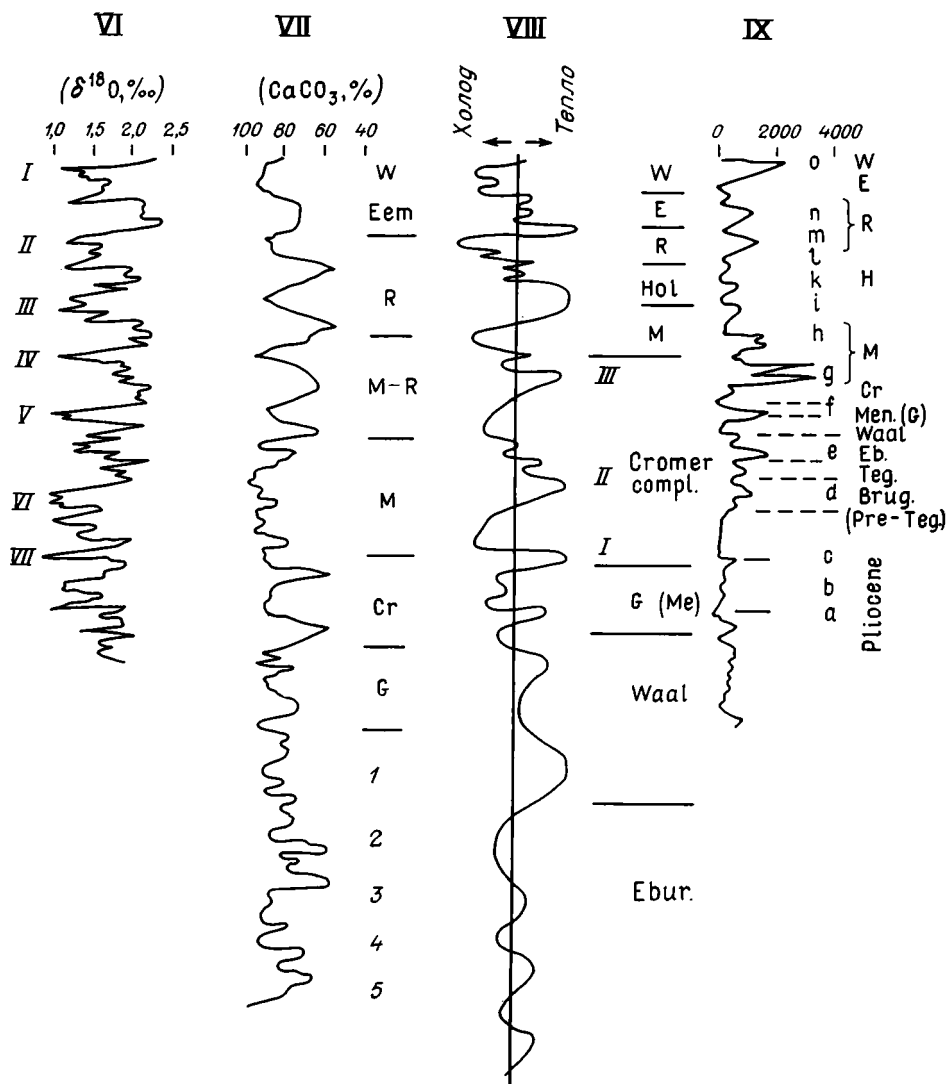 VI
(δ¹⁸O,‰)
1,0 1,5 2,0 2,5
I
II
III
IV
V
VI
VII
VII
(CaCO₃,%)
100 80 60 40
W
Eem
R
M-R
M
Cr
G
1
2
3
4
5
VIII
Холод
Тепло
W
E
R
Hol
M
III
II
Cromer
compl.
I
G (Me)
Waal
Ebur.
IX
0 2000 4000
o W
E
n
R
m
l
k H
i
h
M
g
Cr
f
Men.(G)
Waal
e Eb.
Teg.
d Brug.
(Pre-Teg.)
c
b
a
Pliocene